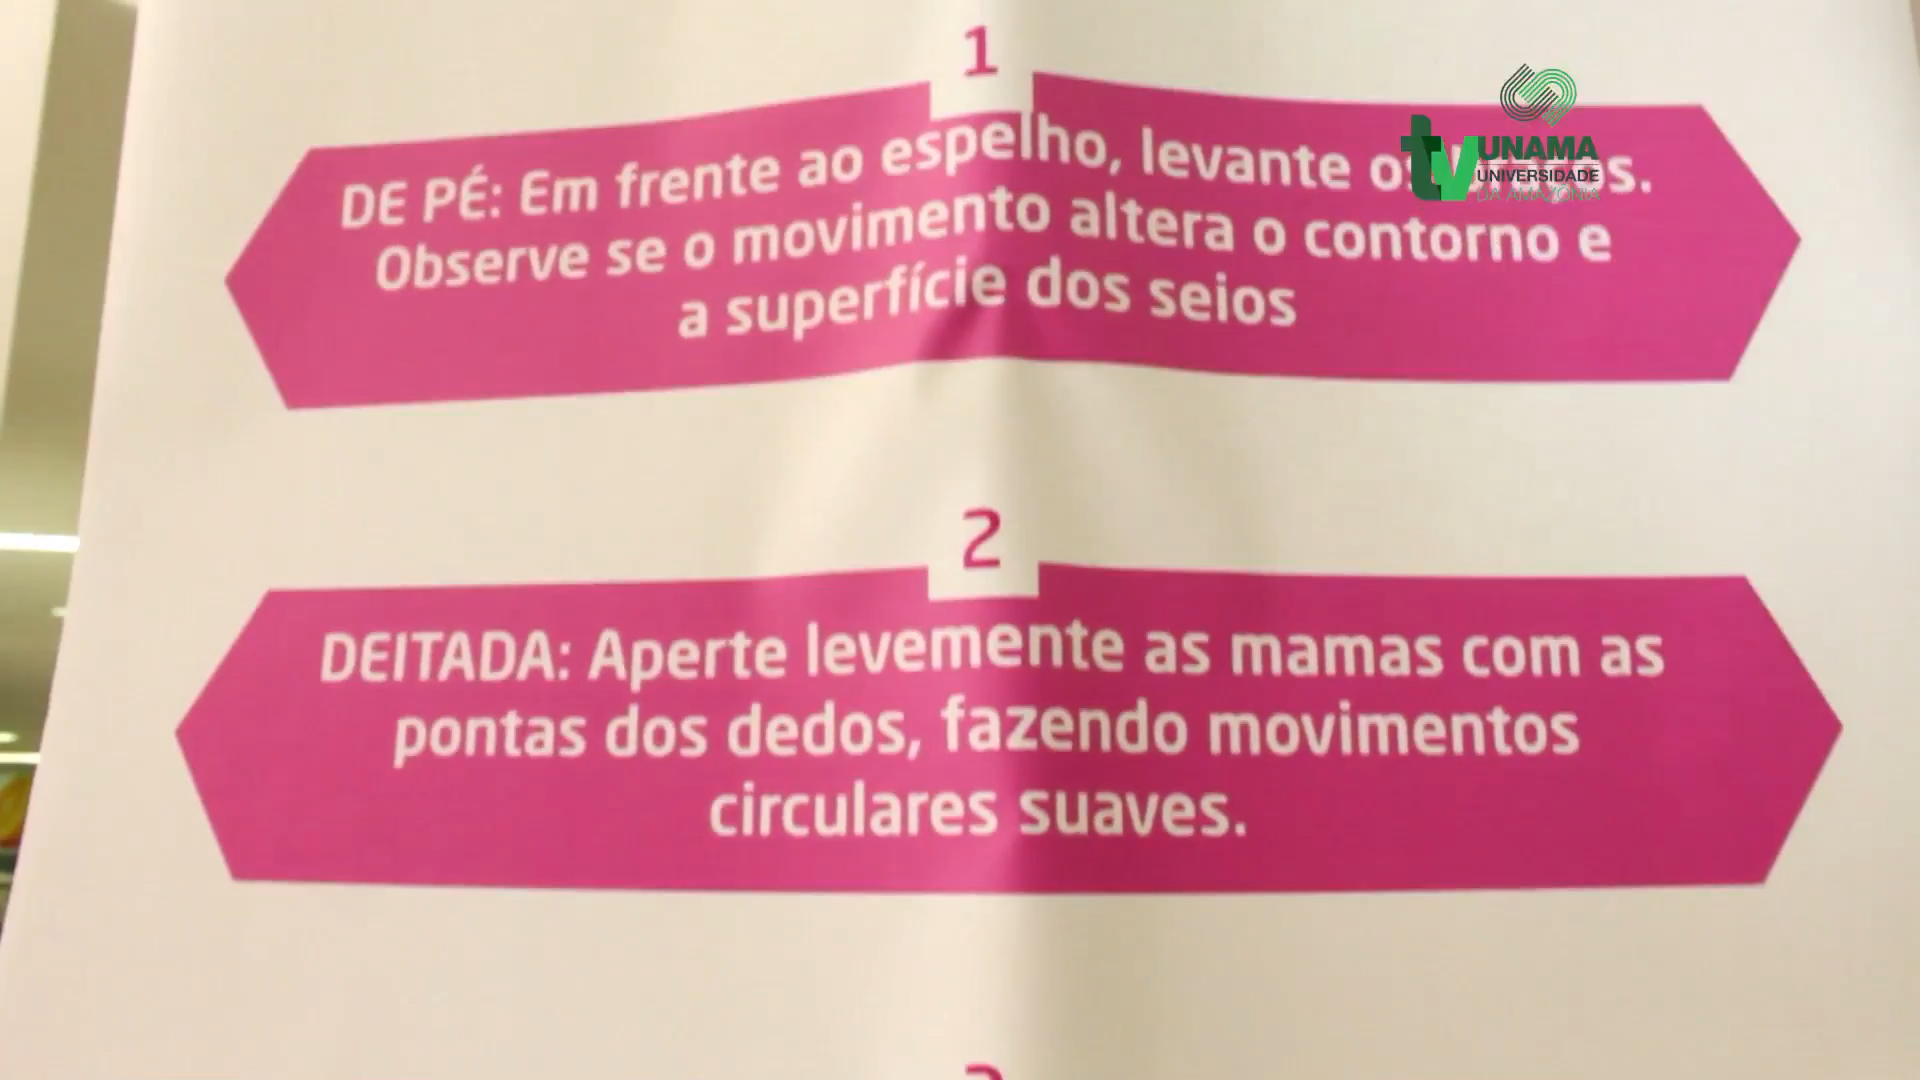 1
DE PÉ: Em frente ao espelho, levante
Observe se o movimento altera o contorno e
a superfície dos seios
2
DEITADA: Aperte levemente as mamas com as
pontas dos dedos, fazendo movimentos
circulares suaves.
tv UNAMA
UNIVERSIDADE
DA AMAZÔNIA